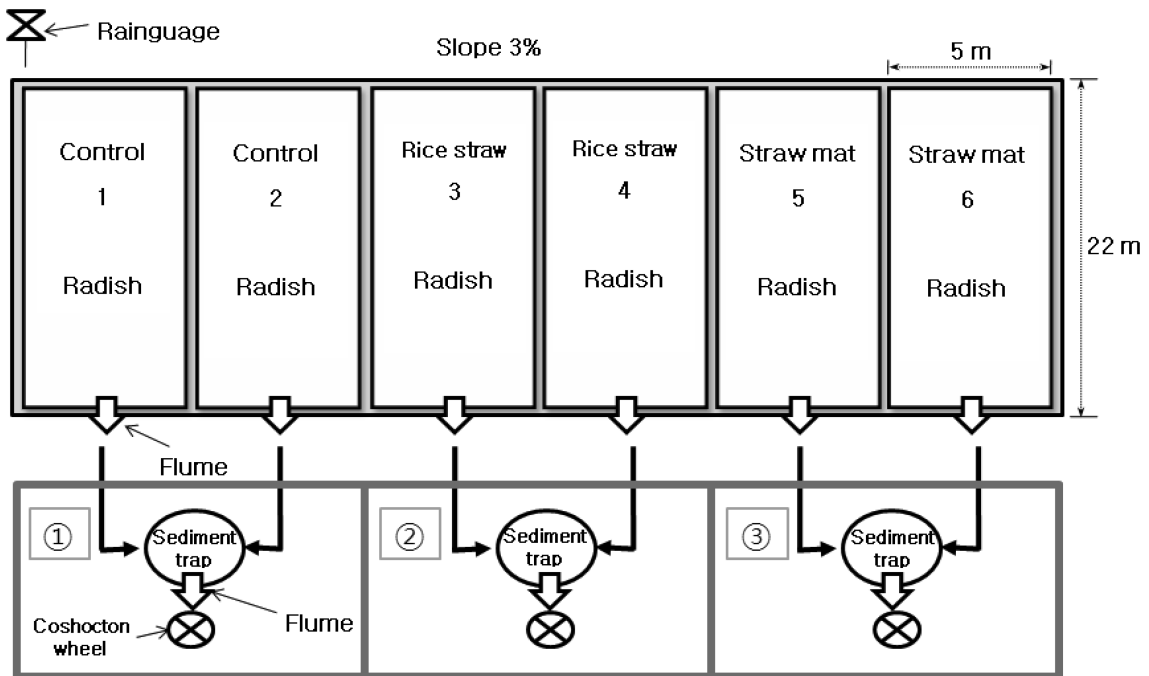 Rainguage
Slope 3%
5 m
Control
1
Radish
Control
2
Radish
Rice straw
3
Radish
Rice straw
4
Radish
Straw mat
5
Radish
Straw mat
6
Radish
22 m
Flume
①
Sediment
trap
②
Sediment
trap
③
Sediment
trap
Flume
Coshocton
wheel